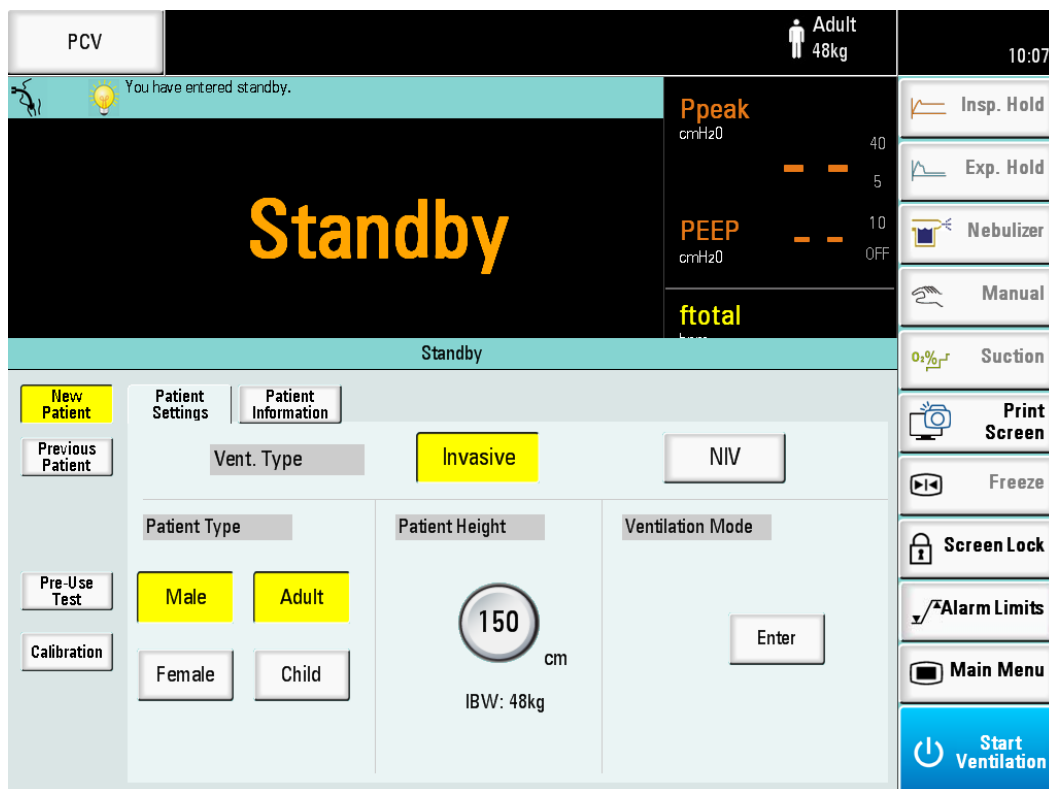 PCV
Adult
48kg
10:07
You have entered standby.
Standby
Ppeak
cmH20
40
5
PEEP
cmH20
10
OFF
ftotal
Insp. Hold
Exp. Hold
Nebulizer
Manual
O2% Suction
Print
Screen
Freeze
Screen Lock
Alarm Limits
Main Menu
Start
Ventilation
Standby
New
Patient
Previous
Patient
Pre-Use
Test
Calibration
Patient
Settings
Patient
Information
Vent. Type
Invasive
NIV
Patient Type
Male
Adult
Female
Child
Patient Height
150
cm
IBW: 48kg
Ventilation Mode
Enter